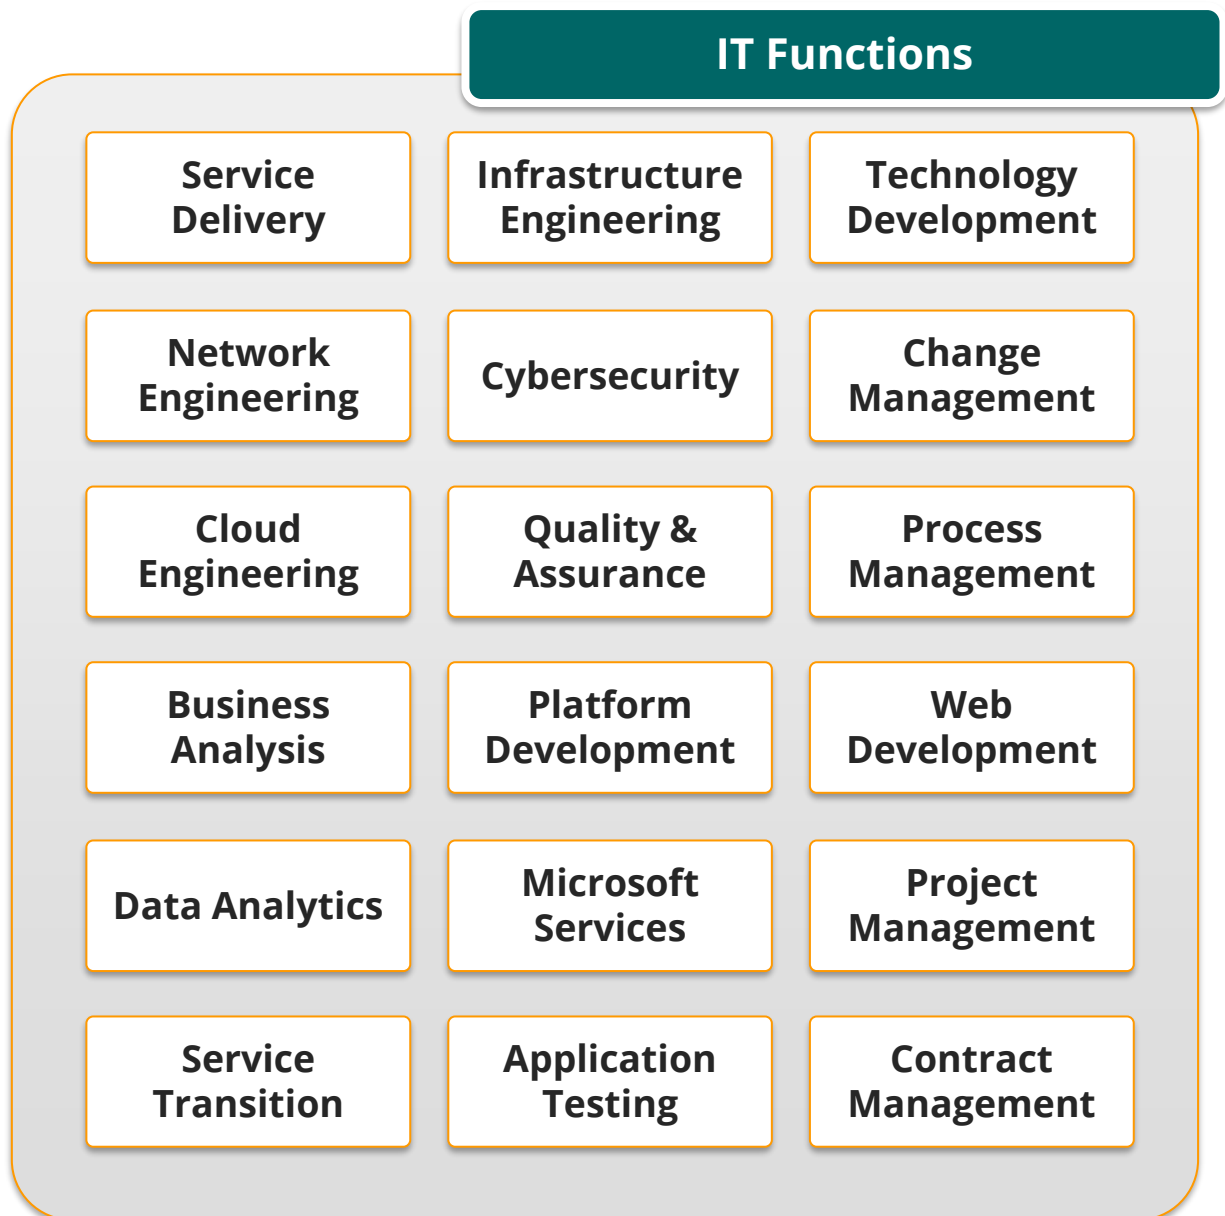 IT Functions
Service
Delivery
Infrastructure
Engineering
Technology
Development
Network
Engineering
Cybersecurity
Change
Management
Cloud
Engineering
Quality &
Assurance
Process
Management
Business
Analysis
Platform
Development
Web
Development
Data Analytics
Microsoft
Services
Project
Management
Service
Transition
Application
Testing
Contract
Management